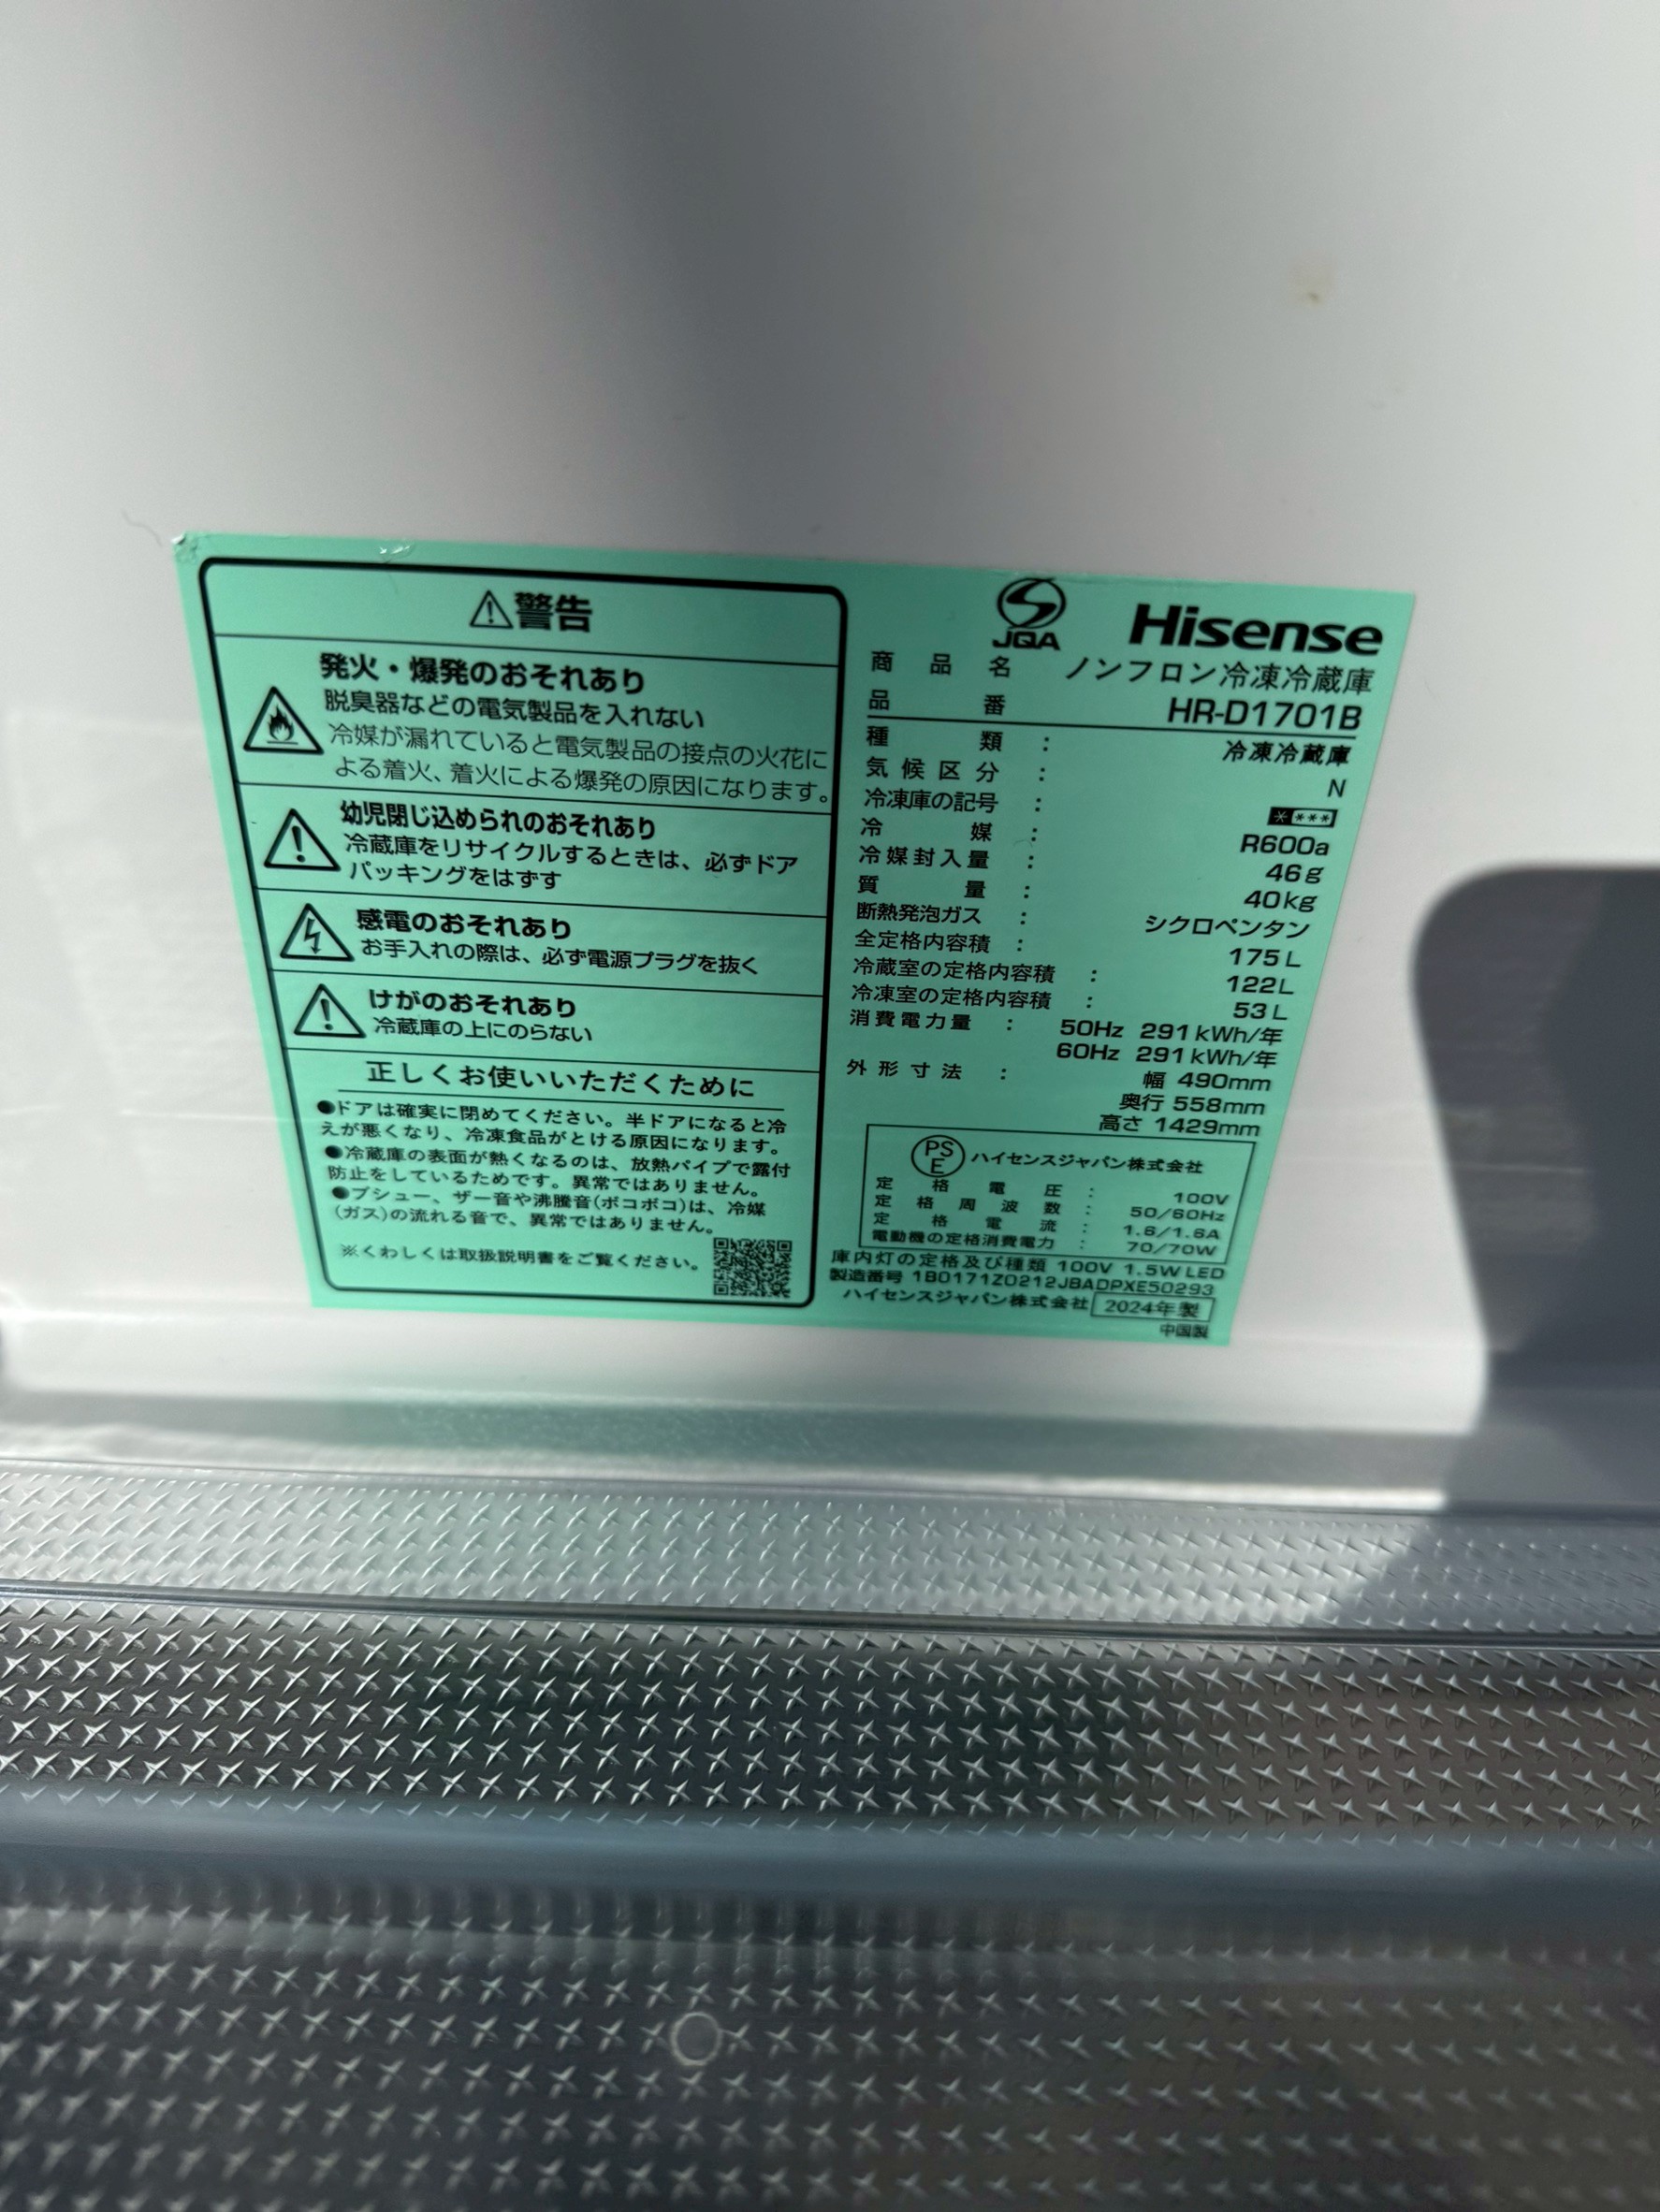 ⚠警告
発火・爆発のおそれあり
脱臭器などの電気製品を入れない
冷媒が漏れていると電気製品の接点の火花に
よる着火、着火による爆発の原因になります。
幼児閉じ込められのおそれあり
冷蔵庫をリサイクルするときは、必ずドア
パッキングをはずす
感電のおそれあり
お手入れの際は、必ず電源プラグを抜く
けがのおそれあり
冷蔵庫の上にのらない
正しくお使いいただくために
●ドアは確実に閉めてください。半ドアになると冷
えが悪くなり、冷凍食品がとける原因になります。
●冷蔵庫の表面が熱くなるのは、放熱パイプで露付
防止をしているためです。異常ではありません。
●プシュー、ザー音や沸騰音(ボコボコ)は、冷媒
(ガス)の流れる音で、異常ではありません。
※くわしくは取扱説明書をご覧ください。
JQA
Hisense
商品名 ノンフロン冷凍冷蔵庫
品番 HR-D1701B
種類 : 冷凍冷蔵庫
気候区分 : N
冷凍庫の記号 : ****
冷媒 : R600a
冷媒封入量 : 46g
質量 : 40kg
断熱発泡ガス : シクロペンタン
全定格内容積 : 175L
冷蔵室の定格内容積 : 122L
冷凍室の定格内容積 : 53L
消費電力量 : 50Hz 291kWh/年
60Hz 291kWh/年
外形寸法 : 幅 490mm
奥行 558mm
高さ 1429mm
PSE ハイセンスジャパン株式会社
定格電圧 : 100V
定格周波数 : 50/60Hz
定格電流 : 1.6/1.6A
電動機の定格消費電力 : 70/70W
庫内灯の定格及び種類 100V 1.5W LED
製造番号 1B0171Z0212JBADPXE50293
ハイセンスジャパン株式会社 2024年製
中国製